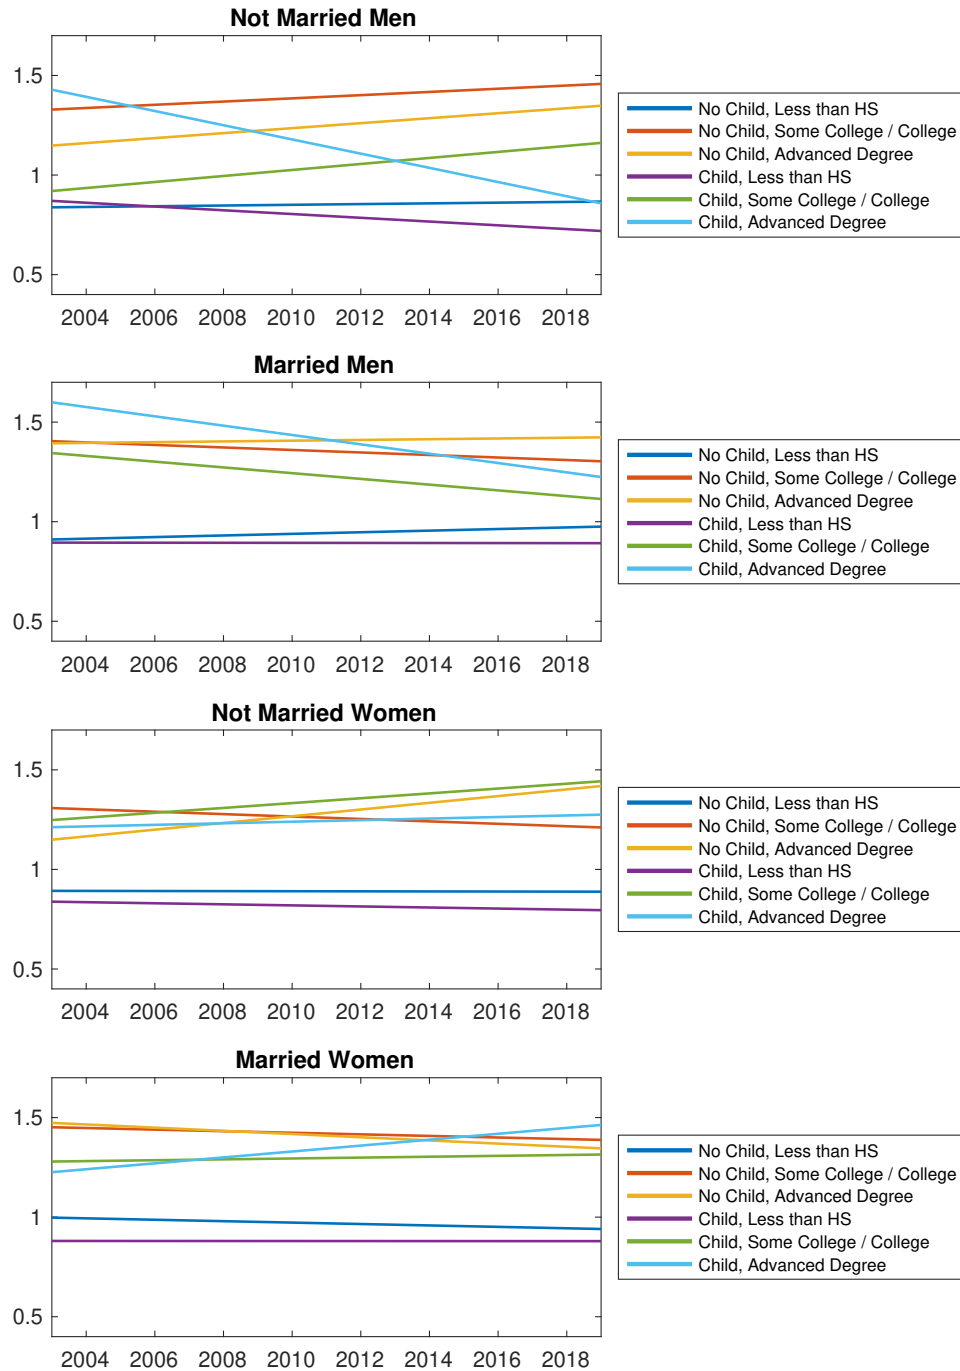 Not Married Men
1.5
1
0.5
2004 2006 2008 2010 2012 2014 2016 2018
No Child, Less than HS
No Child, Some College / College
No Child, Advanced Degree
Child, Less than HS
Child, Some College / College
Child, Advanced Degree
Married Men
1.5
1
0.5
2004 2006 2008 2010 2012 2014 2016 2018
No Child, Less than HS
No Child, Some College / College
No Child, Advanced Degree
Child, Less than HS
Child, Some College / College
Child, Advanced Degree
Not Married Women
1.5
1
0.5
2004 2006 2008 2010 2012 2014 2016 2018
No Child, Less than HS
No Child, Some College / College
No Child, Advanced Degree
Child, Less than HS
Child, Some College / College
Child, Advanced Degree
Married Women
1.5
1
0.5
2004 2006 2008 2010 2012 2014 2016 2018
No Child, Less than HS
No Child, Some College / College
No Child, Advanced Degree
Child, Less than HS
Child, Some College / College
Child, Advanced Degree